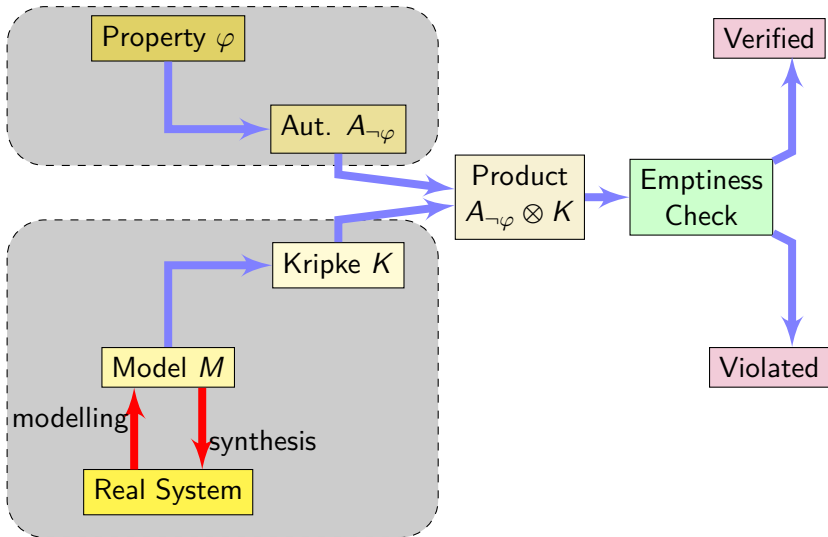 Property φ
Verified
Aut. A¬φ
Product
A¬φ ⊗ K
Emptiness
Check
Kripke K
Model M
Violated
modelling
synthesis
Real System